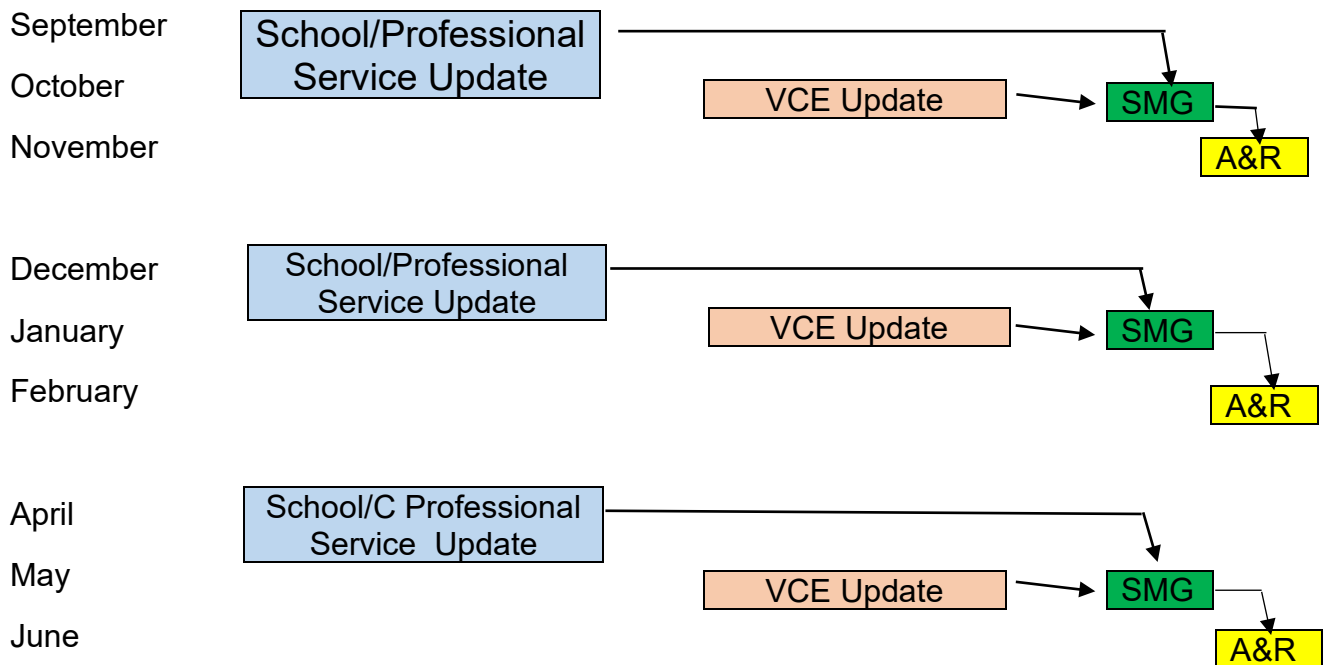 September
School/Professional
Service Update
October
VCE Update
SMG
November
A&R
December
School/Professional
Service Update
January
VCE Update
SMG
February
A&R
April
School/C Professional
Service  Update
May
VCE Update
SMG
June
A&R